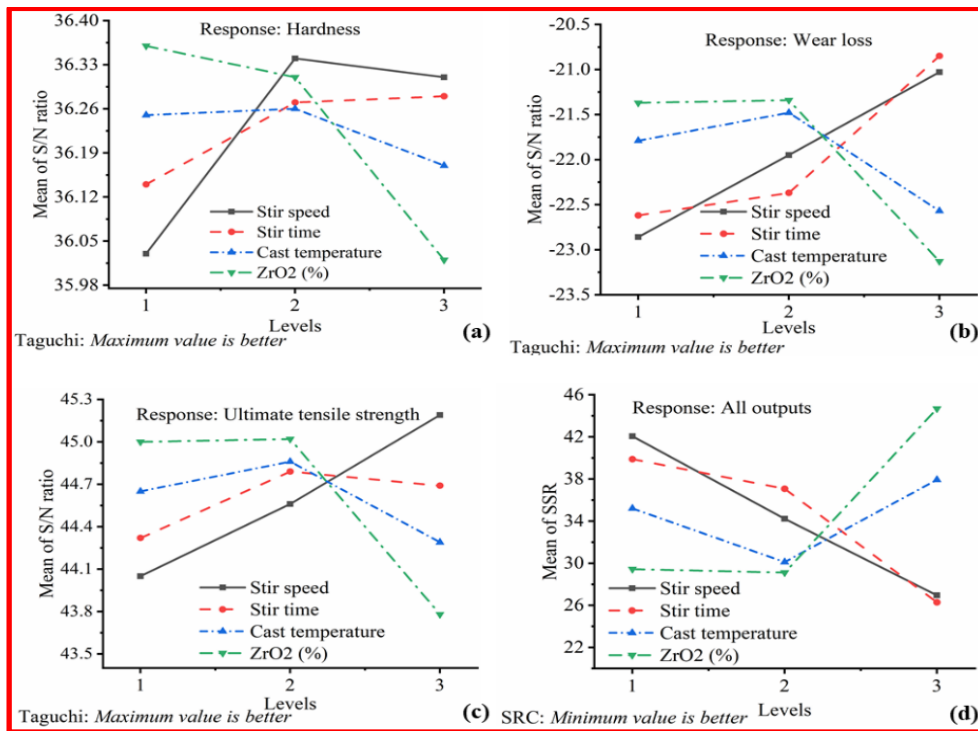 Response: Hardness
Mean of S/N ratio
36.40
36.33
36.26
36.19
36.12
36.05
35.98
Stir speed
Stir time
Cast temperature
ZrO2 (%)
1 2 3
Levels
(a)
Taguchi: Maximum value is better
Response: Wear loss
Mean of S/N ratio
-20.5
-21.0
-21.5
-22.0
-22.5
-23.0
-23.5
Stir speed
Stir time
Cast temperature
ZrO2 (%)
1 2 3
Levels
(b)
Taguchi: Maximum value is better
Response: Ultimate tensile strength
Mean of S/N ratio
45.3
45.0
44.7
44.4
44.1
43.8
43.5
Stir speed
Stir time
Cast temperature
ZrO2 (%)
1 2 3
Levels
(c)
Taguchi: Maximum value is better
Response: All outputs
Mean of SSR
46
42
38
34
30
26
22
Stir speed
Stir time
Cast temperature
ZrO2 (%)
1 2 3
Levels
(d)
SRC: Minimum value is better